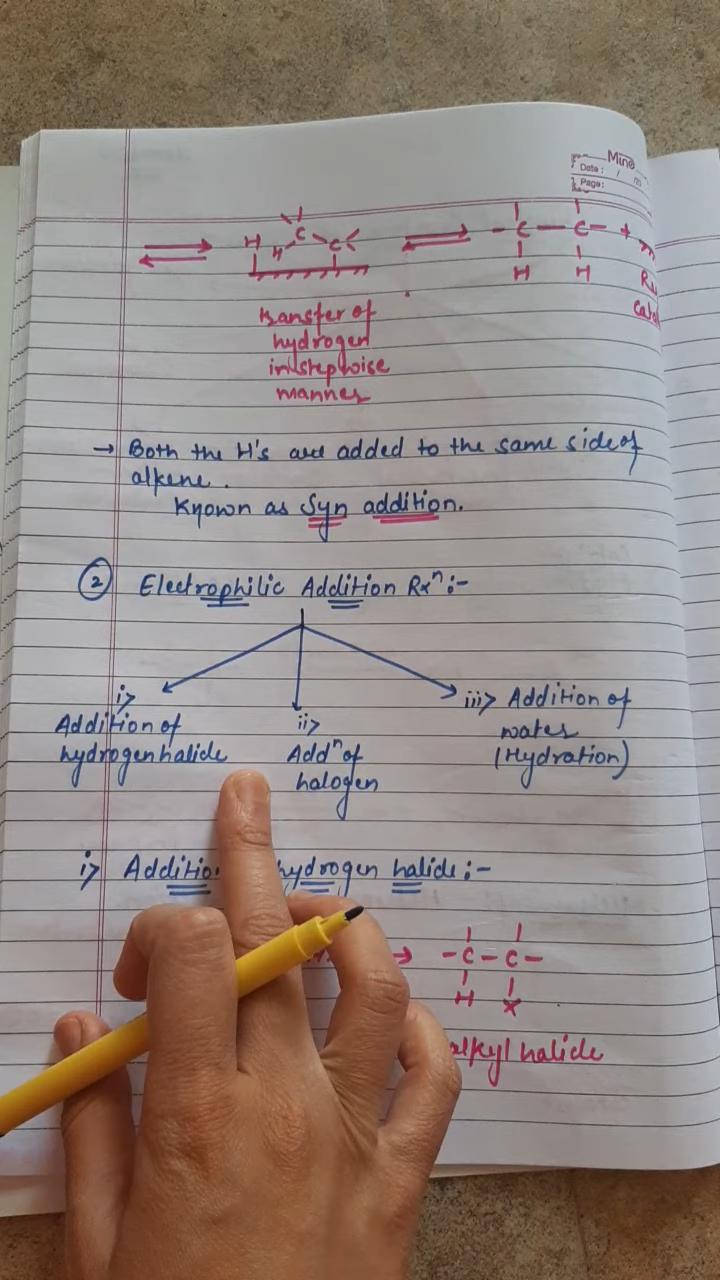 Mino
Date: / /20
Page:
H H C C < ⇌ - C - C - +
H H
transfer of
hydrogen
in stepwise
manner
→ Both the H's are added to the same side of
alkene.
Known as Syn addition.
② Electrophilic Addition Rxⁿ:-
i> Addition of
hydrogen halide
ii> Addⁿ of
halogen
iii> Addition of
water
(Hydration)
i> Additio hydrogen halide:-
→ - C - C -
H X
alkyl halide